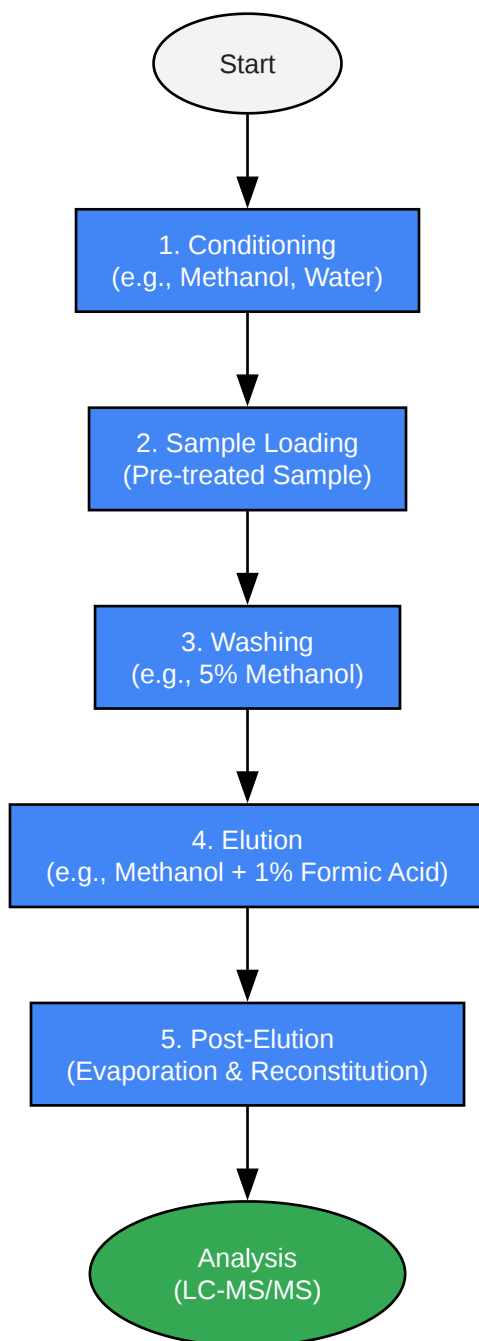 Start
1. Conditioning
(e.g., Methanol, Water)
2. Sample Loading
(Pre-treated Sample)
3. Washing
(e.g., 5% Methanol)
4. Elution
(e.g., Methanol + 1% Formic Acid)
5. Post-Elution
(Evaporation & Reconstitution)
Analysis
(LC-MS/MS)